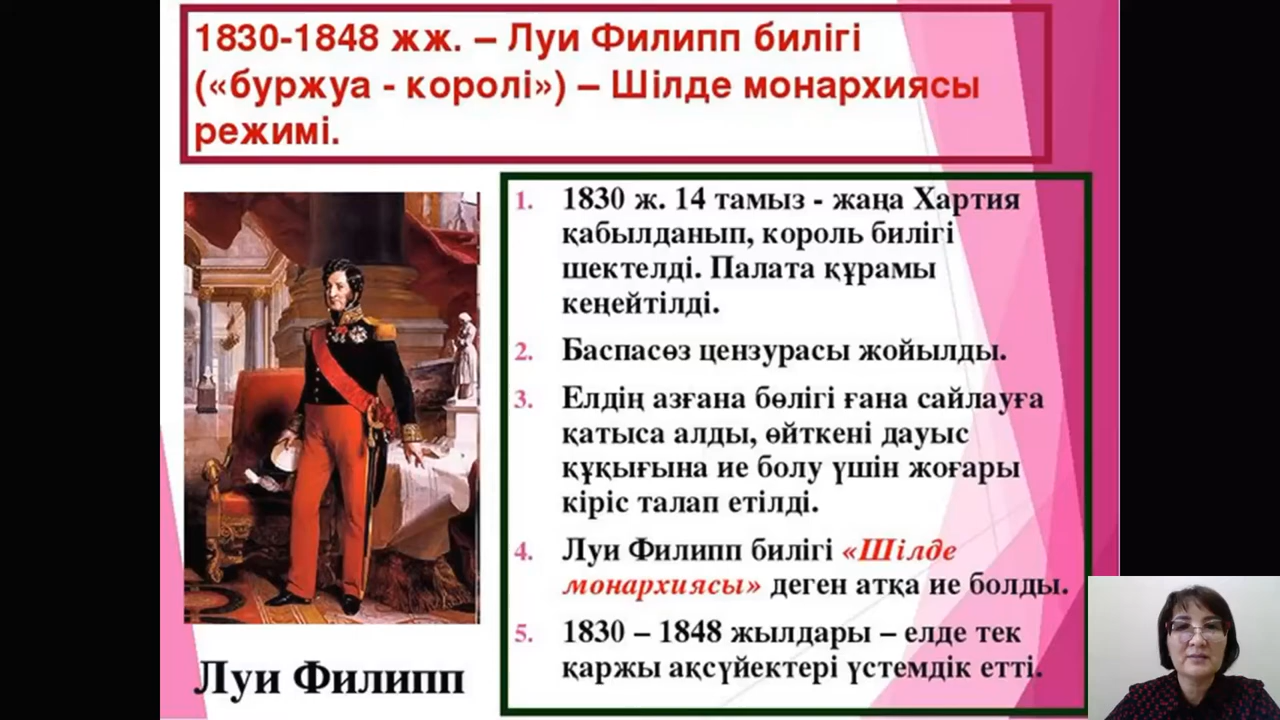 1830-1848 жж. – Луи Филипп билігі
(«буржуа - королі») – Шілде монархиясы
режимі.
1. 1830 ж. 14 тамыз - жаңа Хартия
қабылданып, король билігі
шектелді. Палата құрамы
кеңейтілді.
2. Баспасөз цензурасы жойылды.
3. Елдің азғана бөлігі ғана сайлауға
қатыса алды, өйткені дауыс
құқығына ие болу үшін жоғары
кіріс талап етілді.
4. Луи Филипп билігі «Шілде
монархиясы» деген атқа ие болды.
5. 1830 – 1848 жылдары – елде тек
қаржы ақсүйектері үстемдік етті.
Луи Филипп